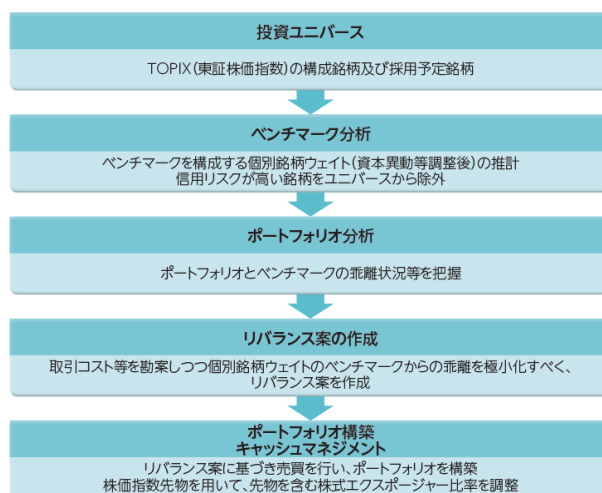 投資ユニバース
TOPIX(東証株価指数)の構成銘柄及び採用予定銘柄
ベンチマーク分析
ベンチマークを構成する個別銘柄ウェイト(資本異動等調整後)の推計
信用リスクが高い銘柄をユニバースから除外
ポートフォリオ分析
ポートフォリオとベンチマークの乖離状況等を把握
リバランス案の作成
取引コスト等を勘案しつつ個別銘柄ウェイトのベンチマークからの乖離を極小化すべく、
リバランス案を作成
ポートフォリオ構築
キャッシュマネジメント
リバランス案に基づき売買を行い、ポートフォリオを構築
株価指数先物を用いて、先物を含む株式エクスポージャー比率を調整